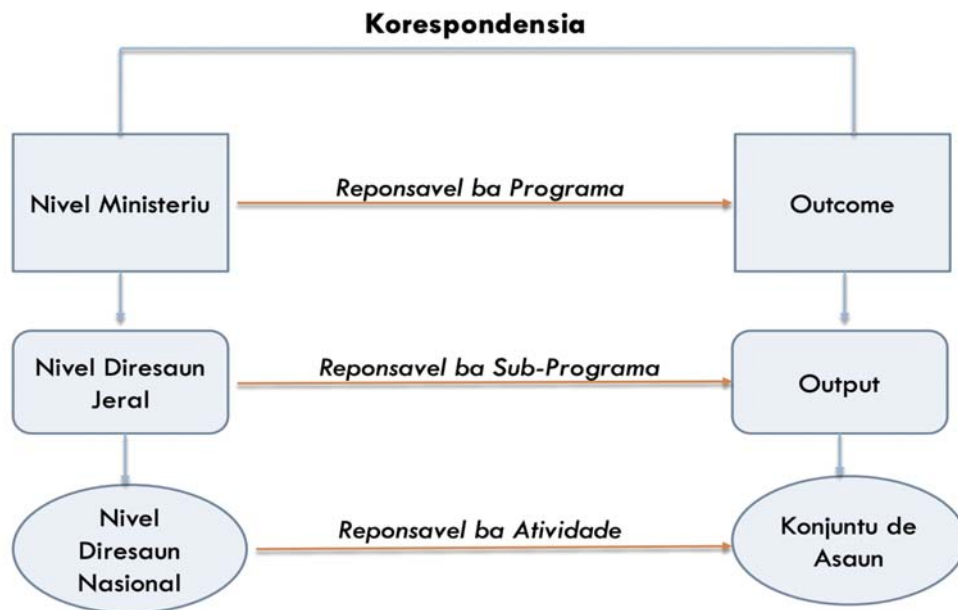 Korespondensia
Nivel Ministeriu
Reponsavel ba Programa
Outcome
Nivel Diresaun
Jeral
Reponsavel ba Sub-Programa
Output
Nivel
Diresaun
Nasional
Reponsavel ba Atividade
Konjuntu de
Asaun